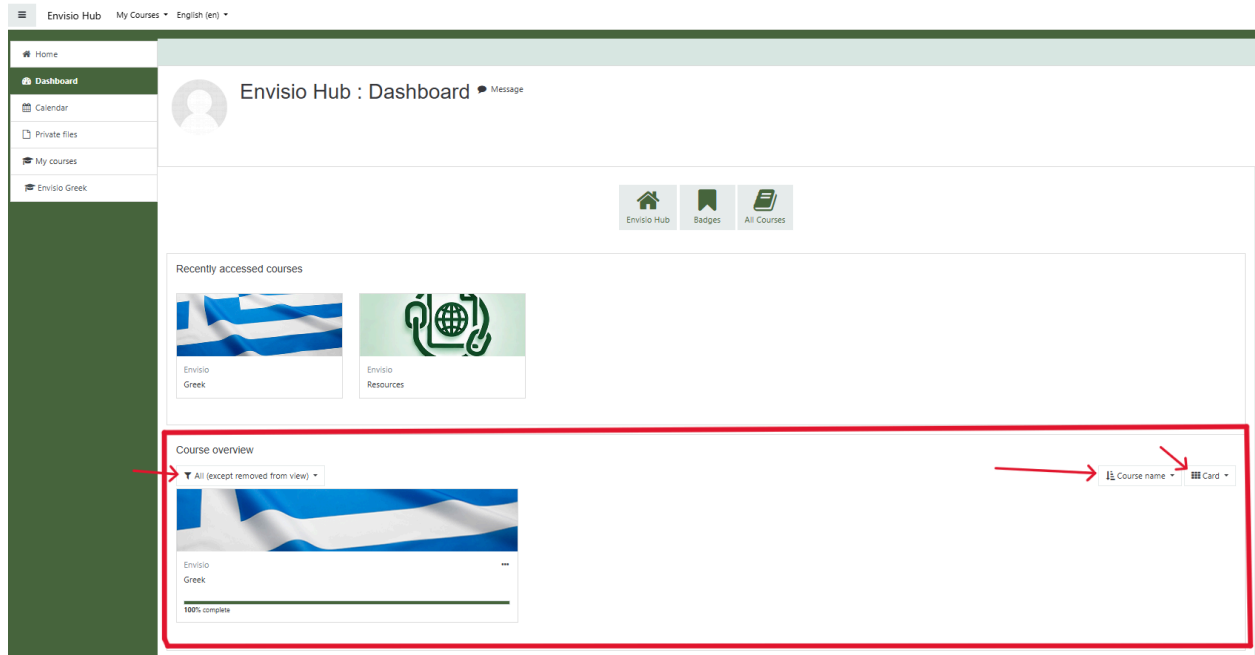 Envisio Hub My Courses English (en)
Home
Dashboard
Calendar
Private files
My courses
Envisio Greek
Envisio Hub : Dashboard Message
Envisio Hub Badges All Courses
Recently accessed courses
Envisio Envisio
Greek Resources
Course overview
All (except removed from view) Course name Card
Envisio
Greek
100% complete